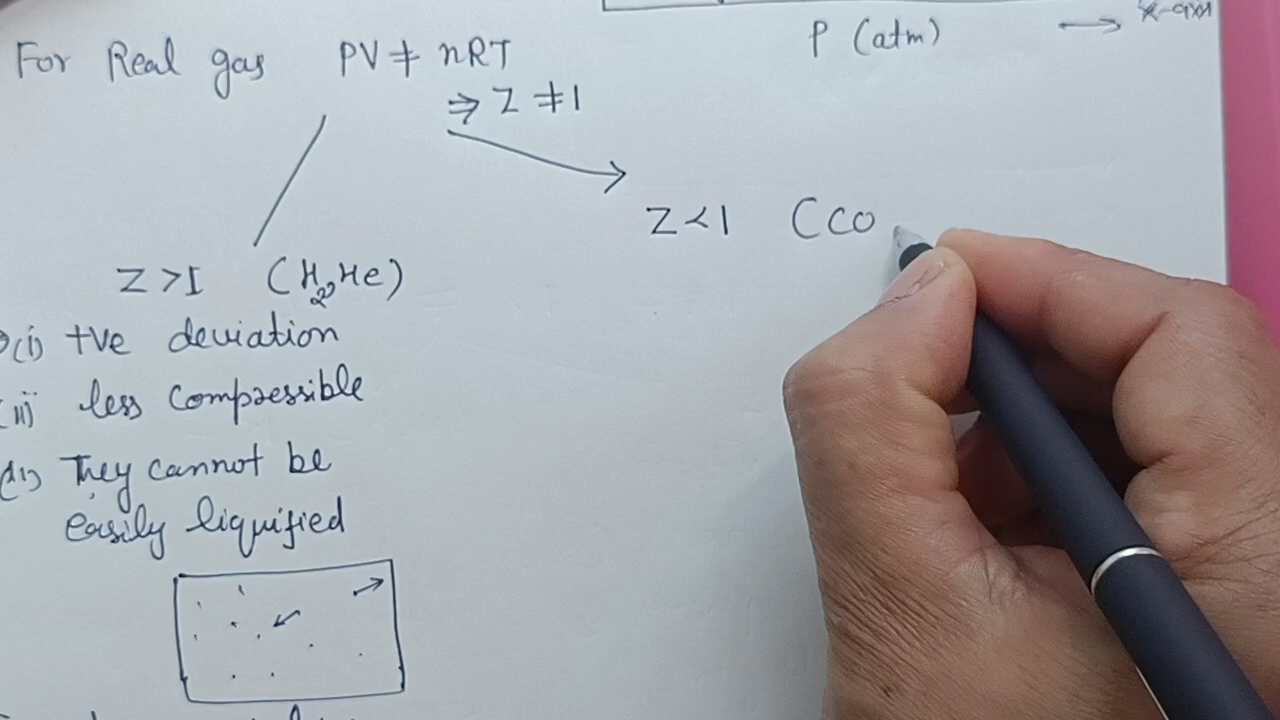 P (atm) → x-axis
For Real gas PV ≠ nRT
⇒ Z ≠ 1
Z < 1 (CO
Z > 1 (H2, He)
(i) +ve deviation
(ii) less compressible
They cannot be
easily liquified